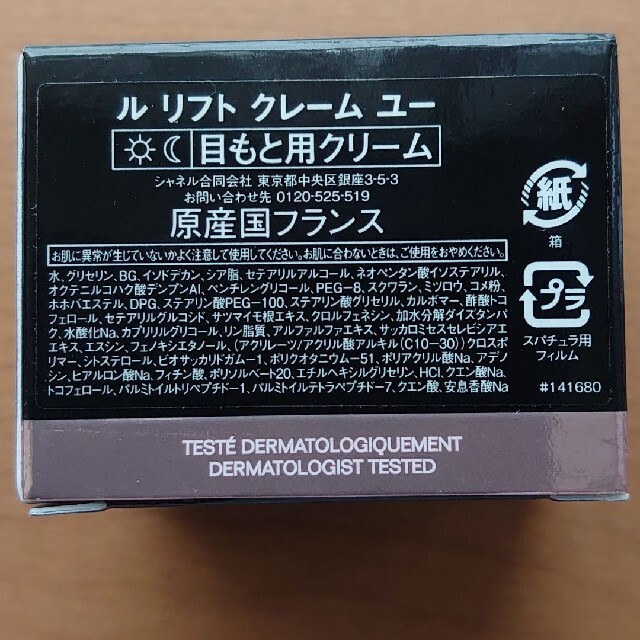 ル リフト クレーム ユー
目もと用クリーム
シャネル合同会社 東京都中央区銀座3-5-3
お問い合わせ先 0120-525-519
原産国フランス
お肌に異常が生じていないかよく注意して使用してください。お肌に合わないときは、ご使用をおやめください。
水、グリセリン、BG、イソドデカン、シア脂、セテアリルアルコール、ネオペンタン酸イソステアリル、
オクテニルコハク酸デンプンAl、ペンチレングリコール、PEG-8、スクワラン、ミツロウ、コメ粉、
ホホバエステル、DPG、ステアリン酸PEG-100、ステアリン酸グリセリル、カルボマー、酢酸トコ
フェロール、セテアリルグルコシド、サツマイモ根エキス、クロルフェネシン、加水分解ダイズタンパ
ク、水酸化Na、カプリリルグリコール、リン脂質、アルファルファエキス、サッカロミセスセレビシアエ
エキス、エスシン、フェノキシエタノール、(アクリレーツ/アクリル酸アルキル(C10-30))クロスポ
リマー、シトステロール、ビオサッカリドガム-1、ポリクオタニウム-51、ポリアクリル酸Na、アデノ
シン、ヒアルロン酸Na、フィチン酸、ポリソルベート20、エチルヘキシルグリセリン、HCl、クエン酸Na、
トコフェロール、パルミトイルトリペプチド-1、パルミトイルテトラペプチド-7、クエン酸、安息香酸Na
紙
箱
プラ
スパチュラ用
フィルム
#141680
TESTÉ DERMATOLOGIQUEMENT
DERMATOLOGIST TESTED